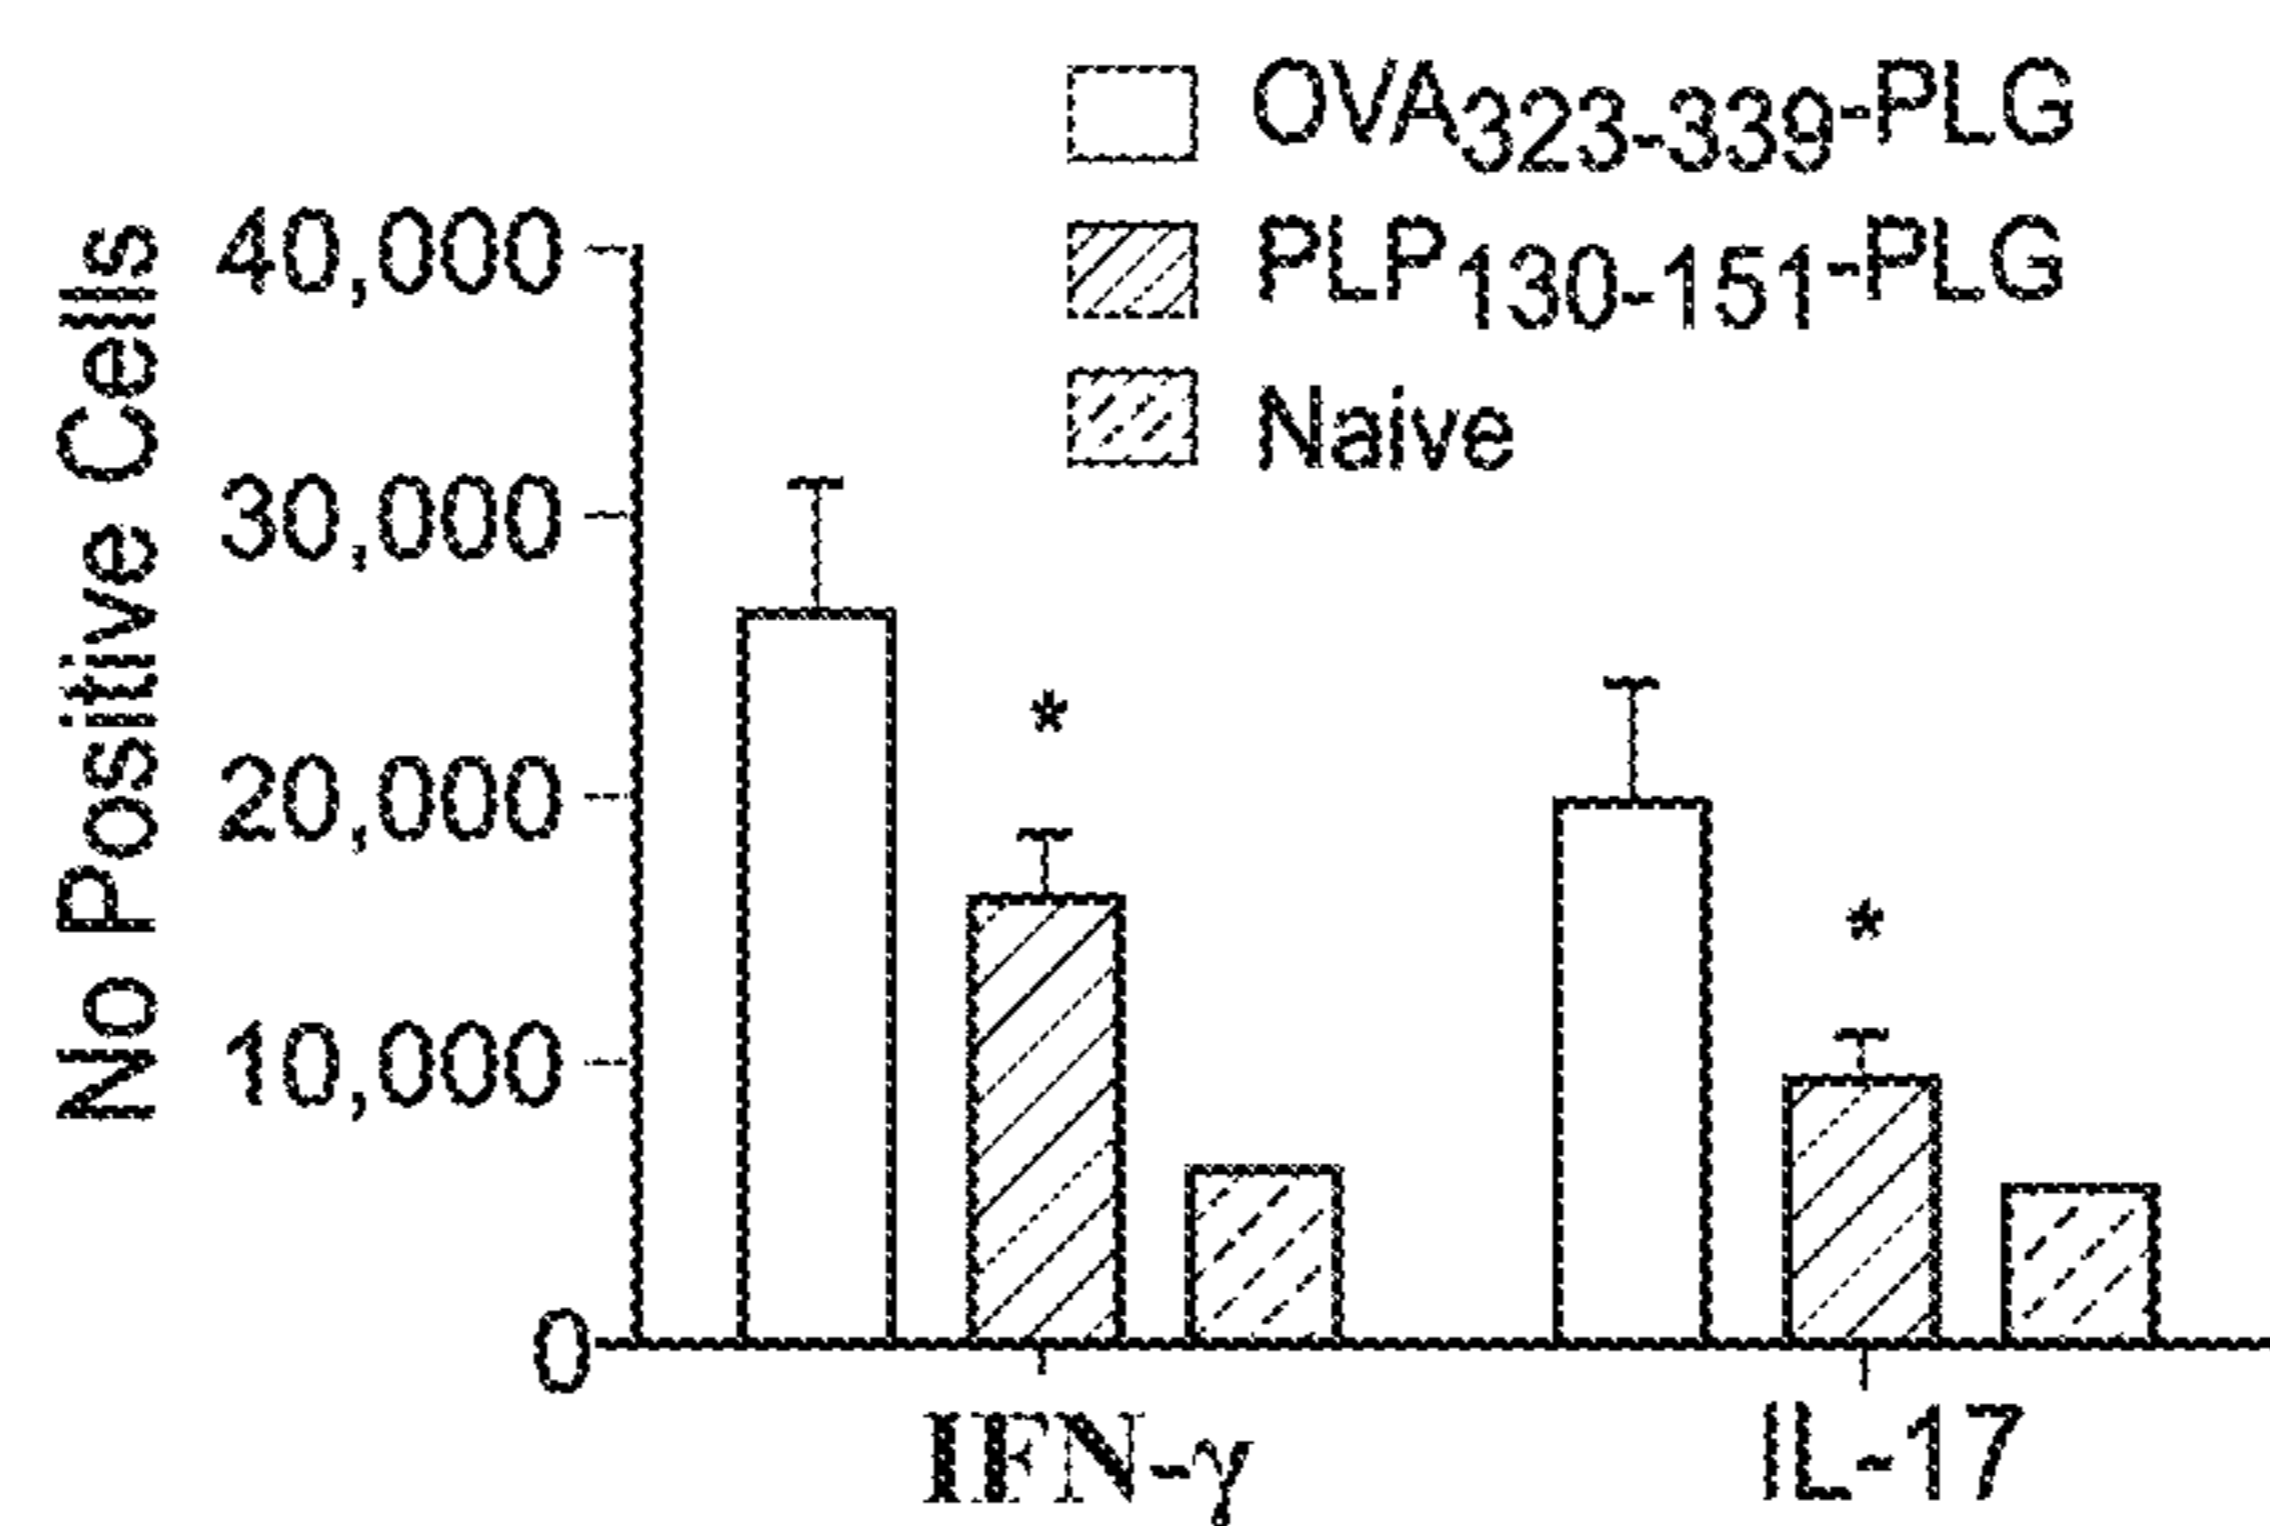 OVA323-339-PLG
PLP130-151-PLG
Naive
No Positive Cells
40,000
30,000
20,000
10,000
0
*
*
IFN-γ
IL-17